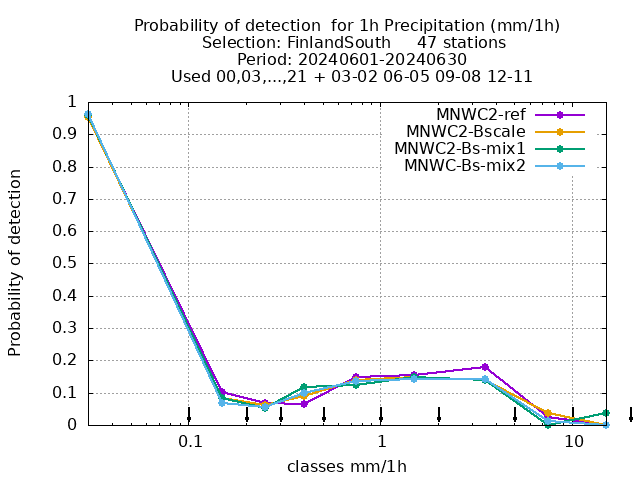 Probability of detection  for 1h Precipitation (mm/1h)
Selection: FinlandSouth     47 stations
Period: 20240601-20240630
Used 00,03,...,21 + 03-02 06-05 09-08 12-11
MNWC2-ref
MNWC2-Bscale
MNWC2-Bs-mix1
MNWC-Bs-mix2
Probability of detection
1
0.9
0.8
0.7
0.6
0.5
0.4
0.3
0.2
0.1
0
0.1 1 10
classes mm/1h